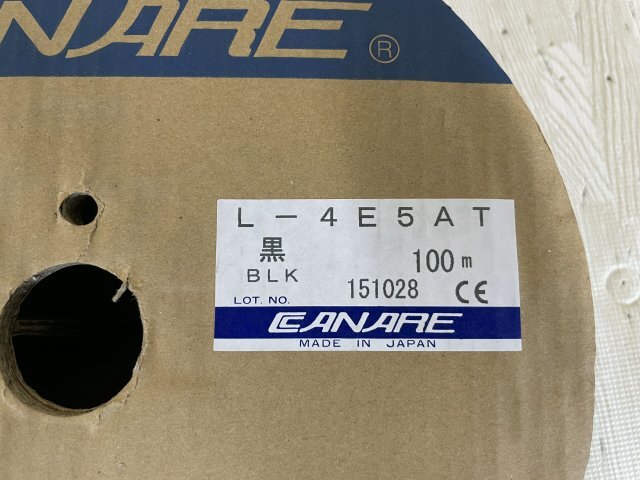 CANARE®
L-4E5AT
黒 100m
BLK
LOT. NO. 151028 CE
CANARE
MADE IN JAPAN